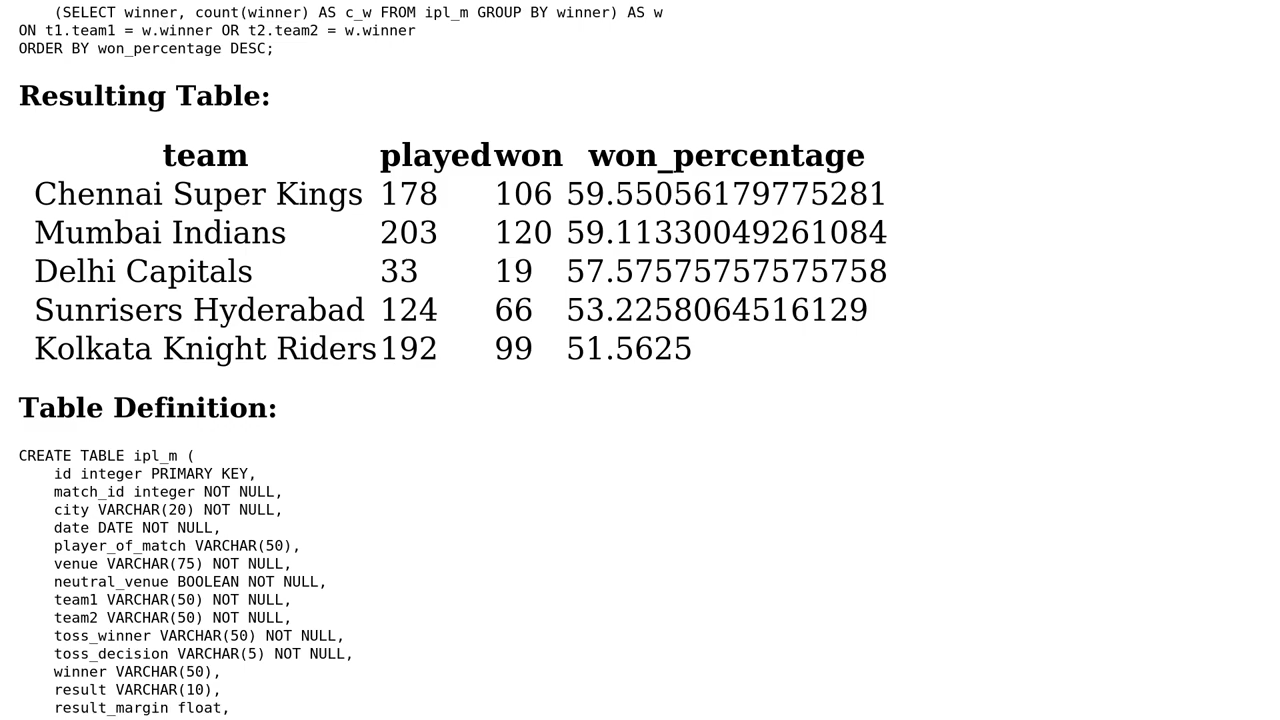 (SELECT winner, count(winner) AS c_w FROM ipl_m GROUP BY winner) AS w
ON t1.team1 = w.winner OR t2.team2 = w.winner
ORDER BY won_percentage DESC;
Resulting Table:
team played won won_percentage
Chennai Super Kings 178 106 59.55056179775281
Mumbai Indians 203 120 59.11330049261084
Delhi Capitals 33 19 57.57575757575758
Sunrisers Hyderabad 124 66 53.2258064516129
Kolkata Knight Riders 192 99 51.5625
Table Definition:
CREATE TABLE ipl_m (
id integer PRIMARY KEY,
match_id integer NOT NULL,
city VARCHAR(20) NOT NULL,
date DATE NOT NULL,
player_of_match VARCHAR(50),
venue VARCHAR(75) NOT NULL,
neutral_venue BOOLEAN NOT NULL,
team1 VARCHAR(50) NOT NULL,
team2 VARCHAR(50) NOT NULL,
toss_winner VARCHAR(50) NOT NULL,
toss_decision VARCHAR(5) NOT NULL,
winner VARCHAR(50),
result VARCHAR(10),
result_margin float,